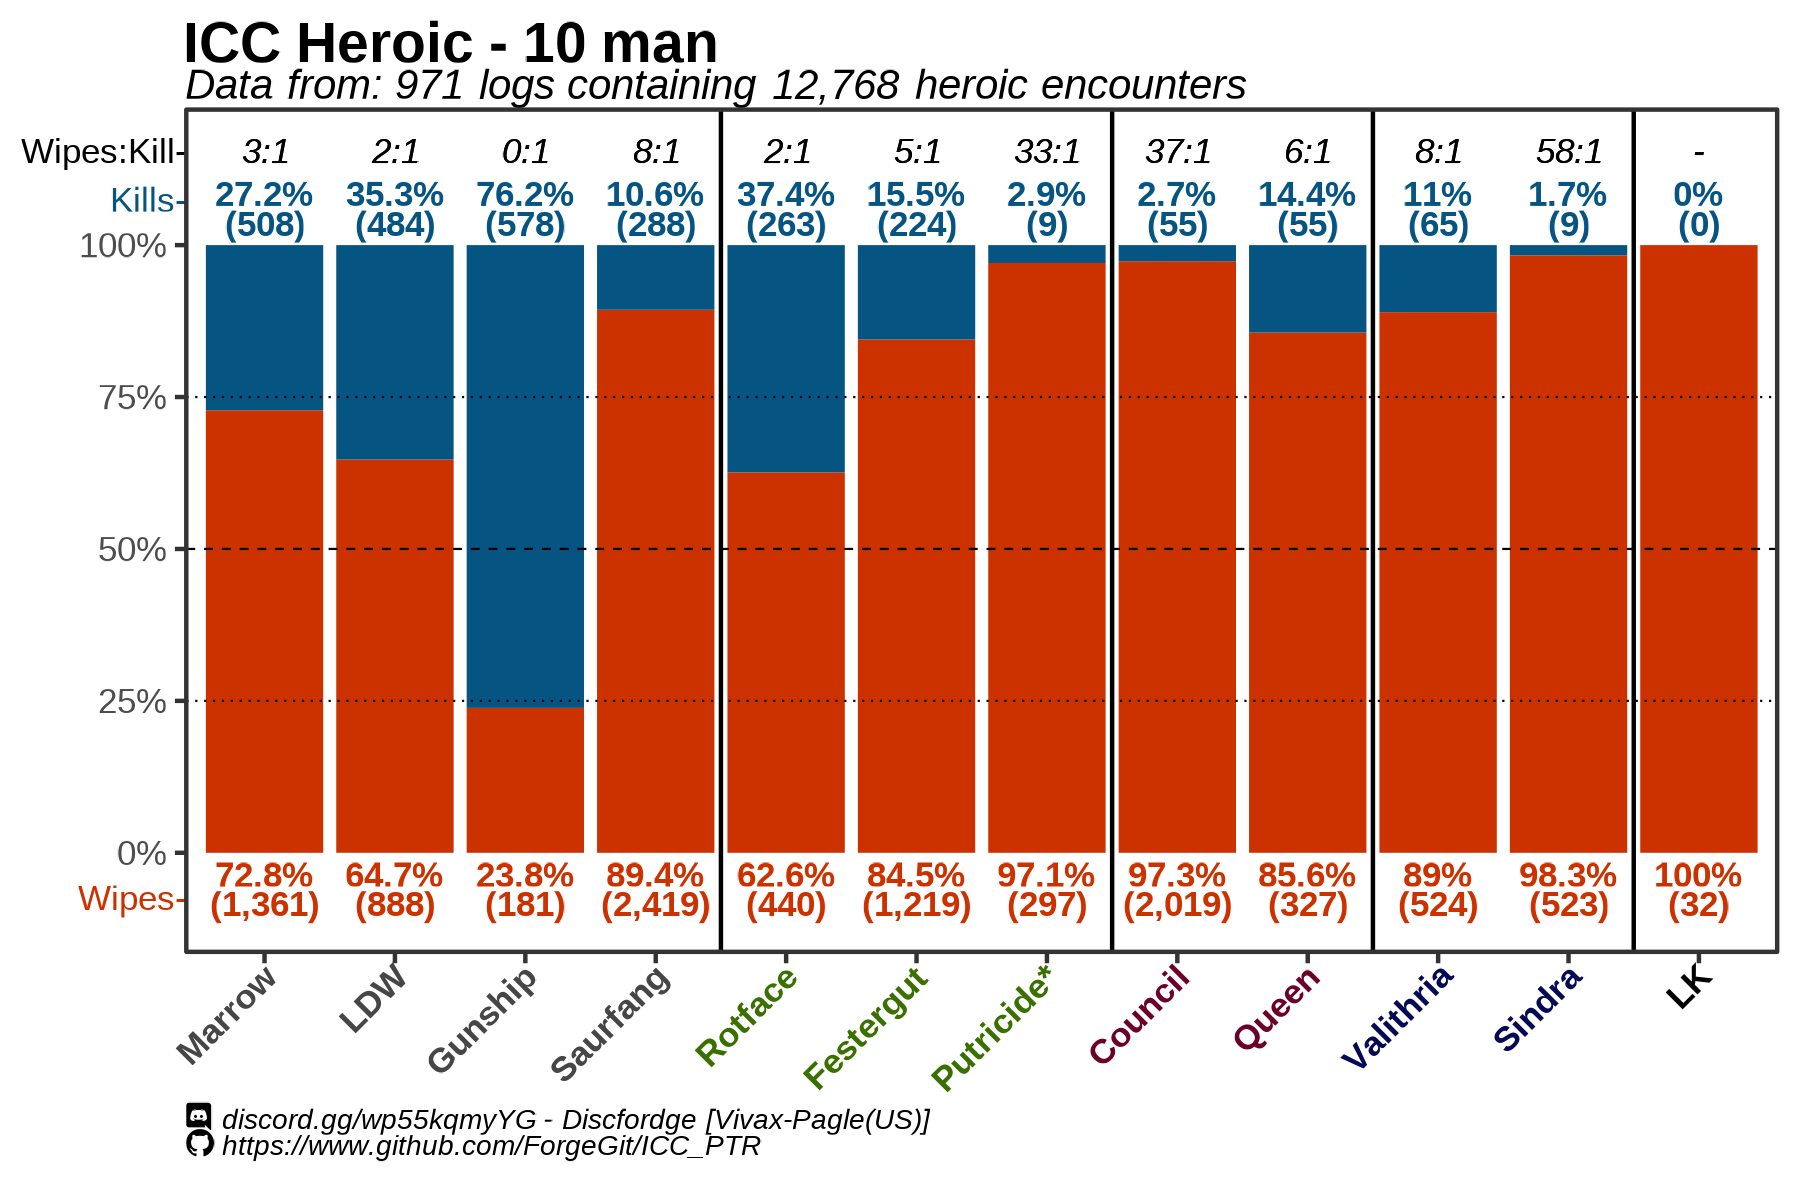 ICC Heroic - 10 man
Data from: 971 logs containing 12,768 heroic encounters
Wipes:Kill 3:1 2:1 0:1 8:1 2:1 5:1 33:1 37:1 6:1 8:1 58:1 -
Kills 27.2% 35.3% 76.2% 10.6% 37.4% 15.5% 2.9% 2.7% 14.4% 11% 1.7% 0%
(508) (484) (578) (288) (263) (224) (9) (55) (55) (65) (9) (0)
100%
75%
50%
25%
0%
Wipes 72.8% 64.7% 23.8% 89.4% 62.6% 84.5% 97.1% 97.3% 85.6% 89% 98.3% 100%
(1,361) (888) (181) (2,419) (440) (1,219) (297) (2,019) (327) (524) (523) (32)
Marrow LDW Gunship Saurfang Rotface Festergut Putricide* Council Queen Valithria Sindra LK
discord.gg/wp55kqmyYG - Discfordge [Vivax-Pagle(US)]
https://www.github.com/ForgeGit/ICC_PTR